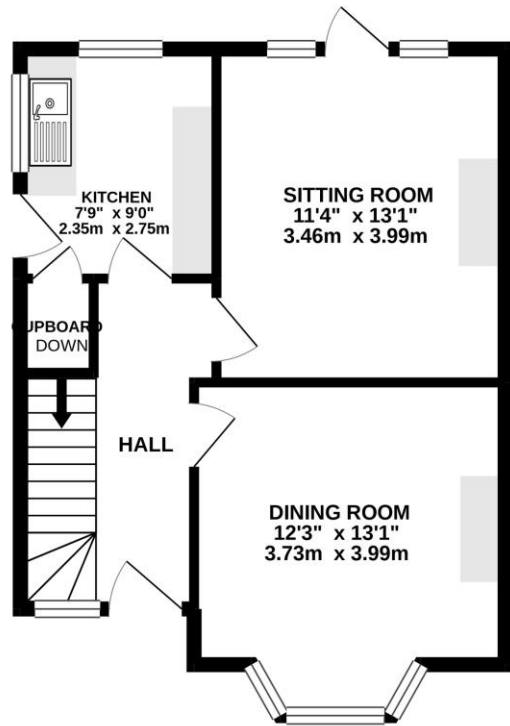 KITCHEN
7'9" x 9'0"
2.35m x 2.75m
SITTING ROOM
11'4" x 13'1"
3.46m x 3.99m
CUPBOARD
DOWN
HALL
DINING ROOM
12'3" x 13'1"
3.73m x 3.99m